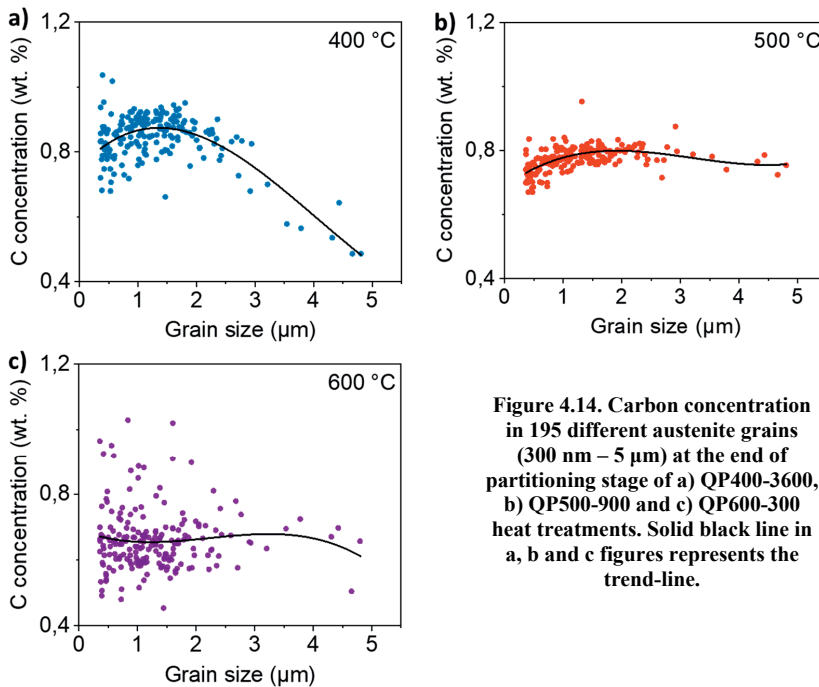 a)
1,2
400 °C
C concentration (wt. %)
0,8
0,4
0 1 2 3 4 5
Grain size (µm)
b)
1,2
500 °C
C concentration (wt. %)
0,8
0,4
0 1 2 3 4 5
Grain size (µm)
c)
1,2
600 °C
C concentration (wt. %)
0,8
0,4
0 1 2 3 4 5
Grain size (µm)
Figure 4.14. Carbon concentration
in 195 different austenite grains
(300 nm – 5 µm) at the end of
partitioning stage of a) QP400-3600,
b) QP500-900 and c) QP600-300
heat treatments. Solid black line in
a, b and c figures represents the
trend-line.